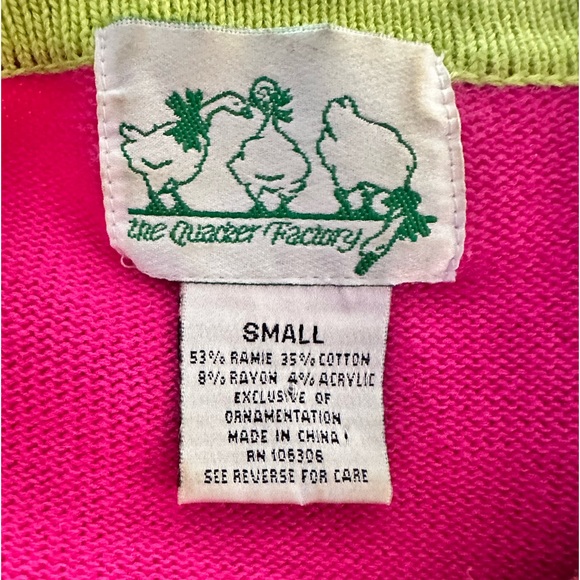 the Quacker Factory
SMALL
53% RAMIE 35% COTTON
8% RAYON 4% ACRYLIC
EXCLUSIVE OF
ORNAMENTATION
MADE IN CHINA
RN 106306
SEE REVERSE FOR CARE